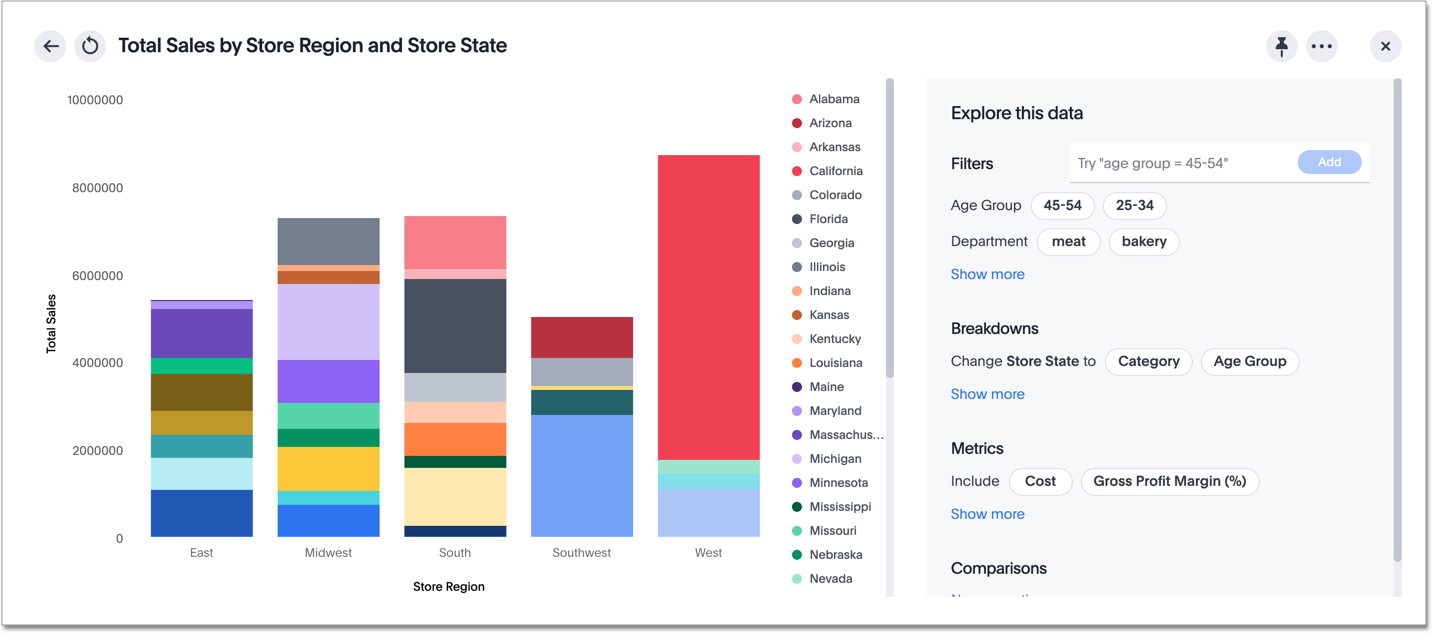 Total Sales by Store Region and Store State
10000000
8000000
6000000
4000000
2000000
0
Total Sales
East
Midwest
South
Southwest
West
Store Region
Alabama
Arizona
Arkansas
California
Colorado
Florida
Georgia
Illinois
Indiana
Kansas
Kentucky
Louisiana
Maine
Maryland
Massachus...
Michigan
Minnesota
Mississippi
Missouri
Nebraska
Nevada
Explore this data
Filters Try "age group = 45-54" Add
Age Group 45-54 25-34
Department meat bakery
Show more
Breakdowns
Change Store State to Category Age Group
Show more
Metrics
Include Cost Gross Profit Margin (%)
Show more
Comparisons